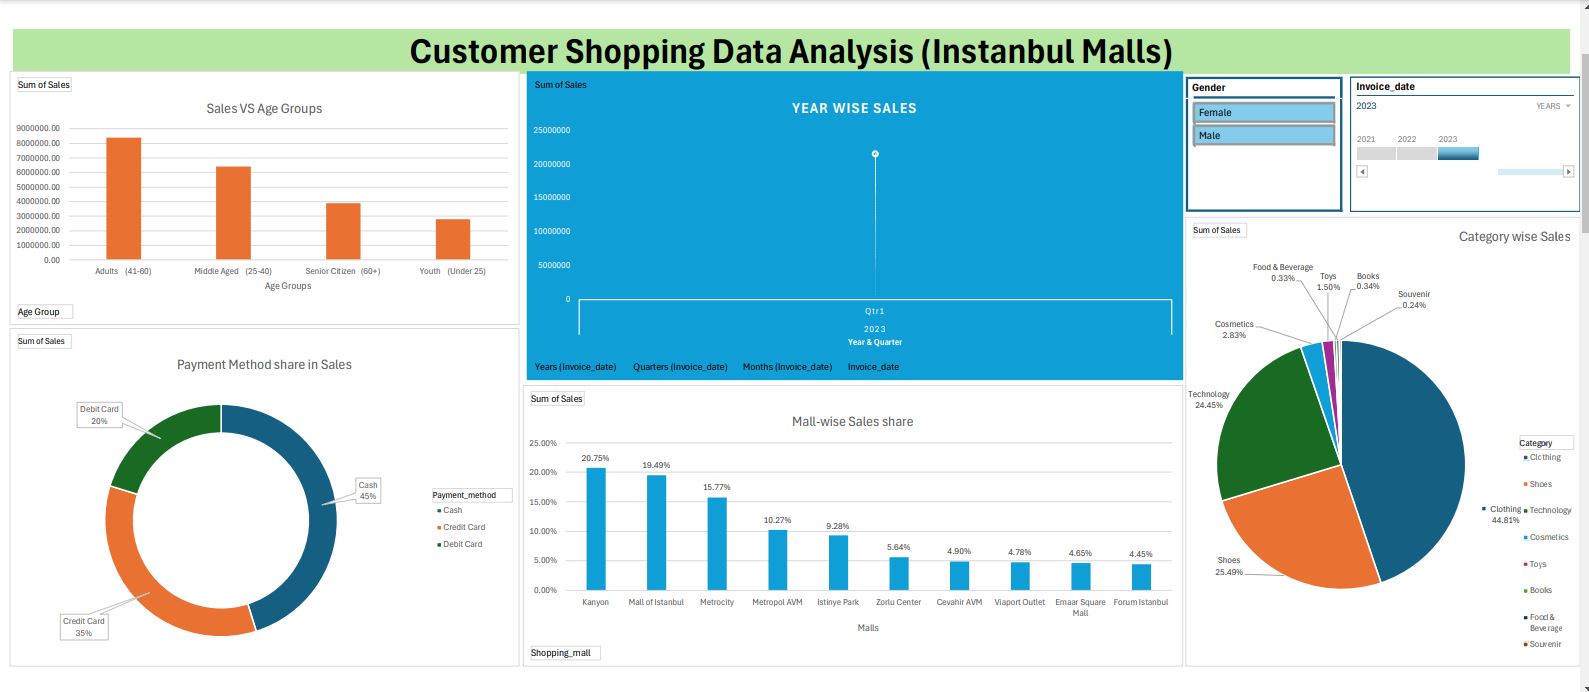 Customer Shopping Data Analysis (Instanbul Malls)
Sum of Sales
Sales VS Age Groups
9000000.00
8000000.00
7000000.00
6000000.00
5000000.00
4000000.00
3000000.00
2000000.00
1000000.00
0.00
Adults (41-60)
Middle Aged (25-40)
Senior Citizen (60+)
Youth (Under 25)
Age Groups
Age Group
Sum of Sales
YEAR WISE SALES
25000000
20000000
15000000
10000000
5000000
0
Qtr1
2023
Year & Quarter
Years (Invoice_date)
Quarters (Invoice_date)
Months (Invoice_date)
Invoice_date
Gender
Female
Male
Invoice_date
2023
YEARS
2021
2022
2023
Sum of Sales
Payment Method share in Sales
Debit Card
20%
Cash
45%
Credit Card
35%
Payment_method
Cash
Credit Card
Debit Card
Sum of Sales
Mall-wise Sales share
25.00%
20.00%
15.00%
10.00%
5.00%
0.00%
20.75%
19.49%
15.77%
10.27%
9.28%
5.64%
4.90%
4.78%
4.65%
4.45%
Kanyon
Mall of Istanbul
Metrocity
Metropol AVM
Istinye Park
Zorlu Center
Cevahir AVM
Viaport Outlet
Emaar Square
Mall
Forum Istanbul
Malls
Shopping_mall
Sum of Sales
Category wise Sales
Food & Beverage
0.33%
Toys
1.50%
Books
0.34%
Souvenir
0.24%
Cosmetics
2.83%
Technology
24.45%
Shoes
25.49%
Clothing
44.81%
Category
Clothing
Shoes
Technology
Cosmetics
Toys
Books
Food &
Beverage
Souvenir